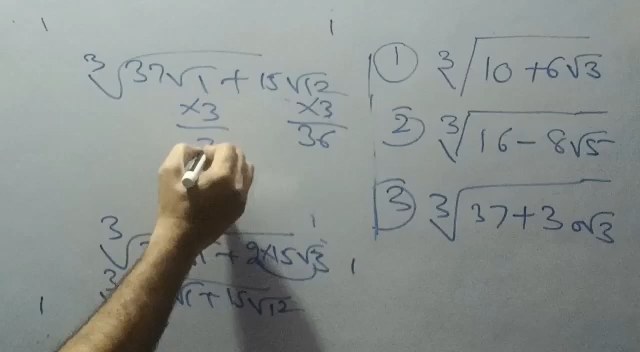 ∛(37√1 + 15√12)
×3 ×3
36
∛( √1 + 2×15√3)
∛( √1 + 15√12)
① ∛(10 + 6√3)
② ∛(16 - 8√5)
③ ∛(37 + 30√3)